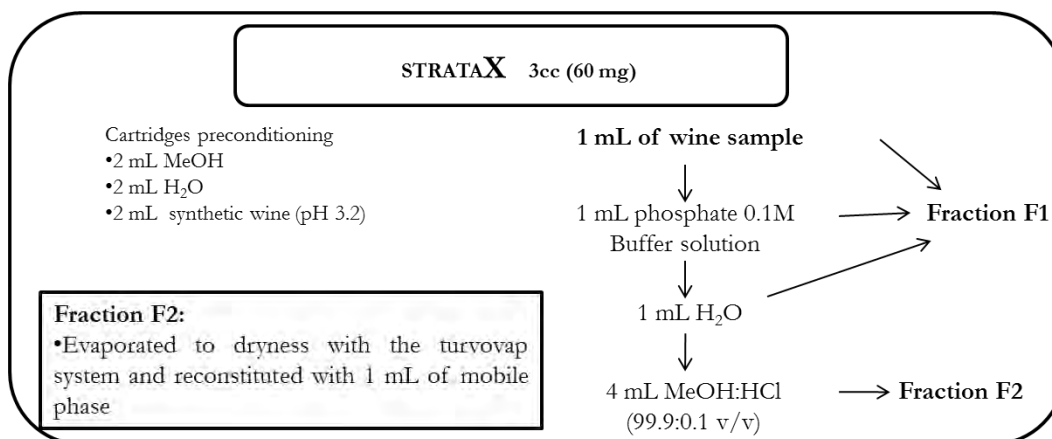 STRATAX 3cc (60 mg)
Cartridges preconditioning
•2 mL MeOH
•2 mL H₂O
•2 mL synthetic wine (pH 3.2)
1 mL of wine sample
1 mL phosphate 0.1M
Buffer solution
Fraction F1
1 mL H₂O
4 mL MeOH:HCl
(99.9:0.1 v/v)
Fraction F2
Fraction F2:
•Evaporated to dryness with the turvovap
system and reconstituted with 1 mL of mobile
phase